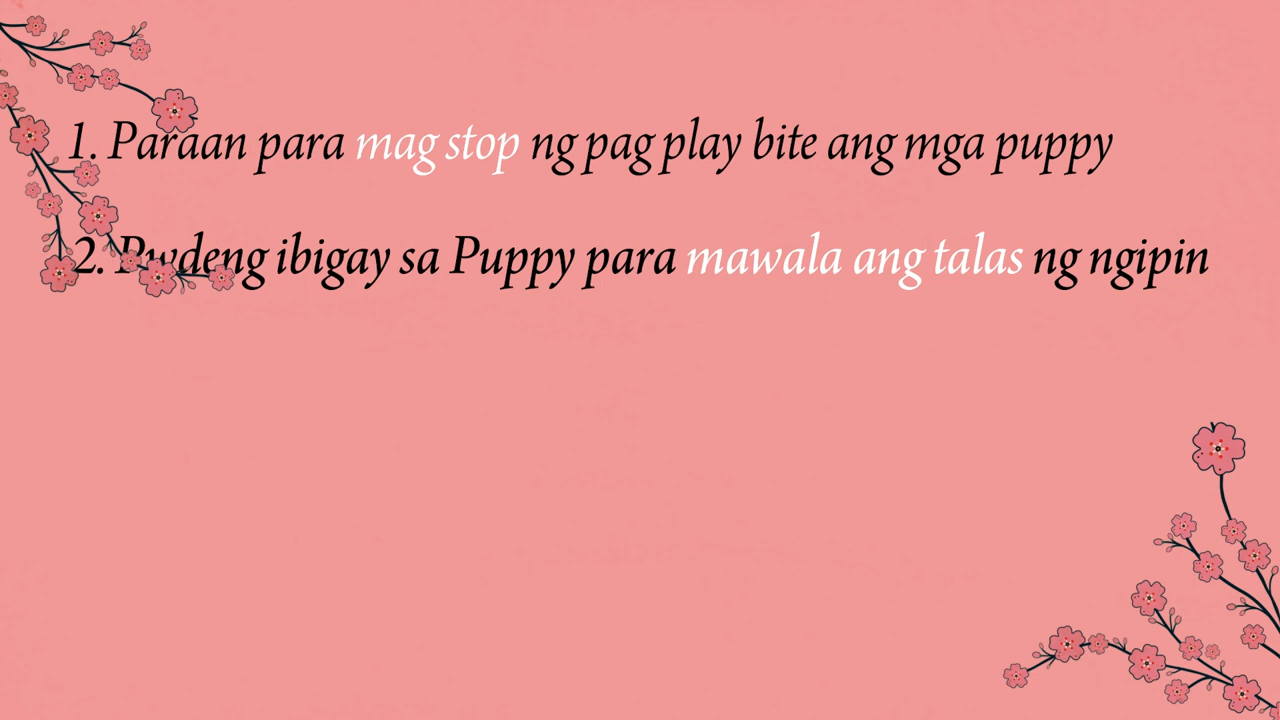 1. Paraan para mag stop ng pag play bite ang mga puppy
2. Pwdeng ibigay sa Puppy para mawala ang talas ng ngipin